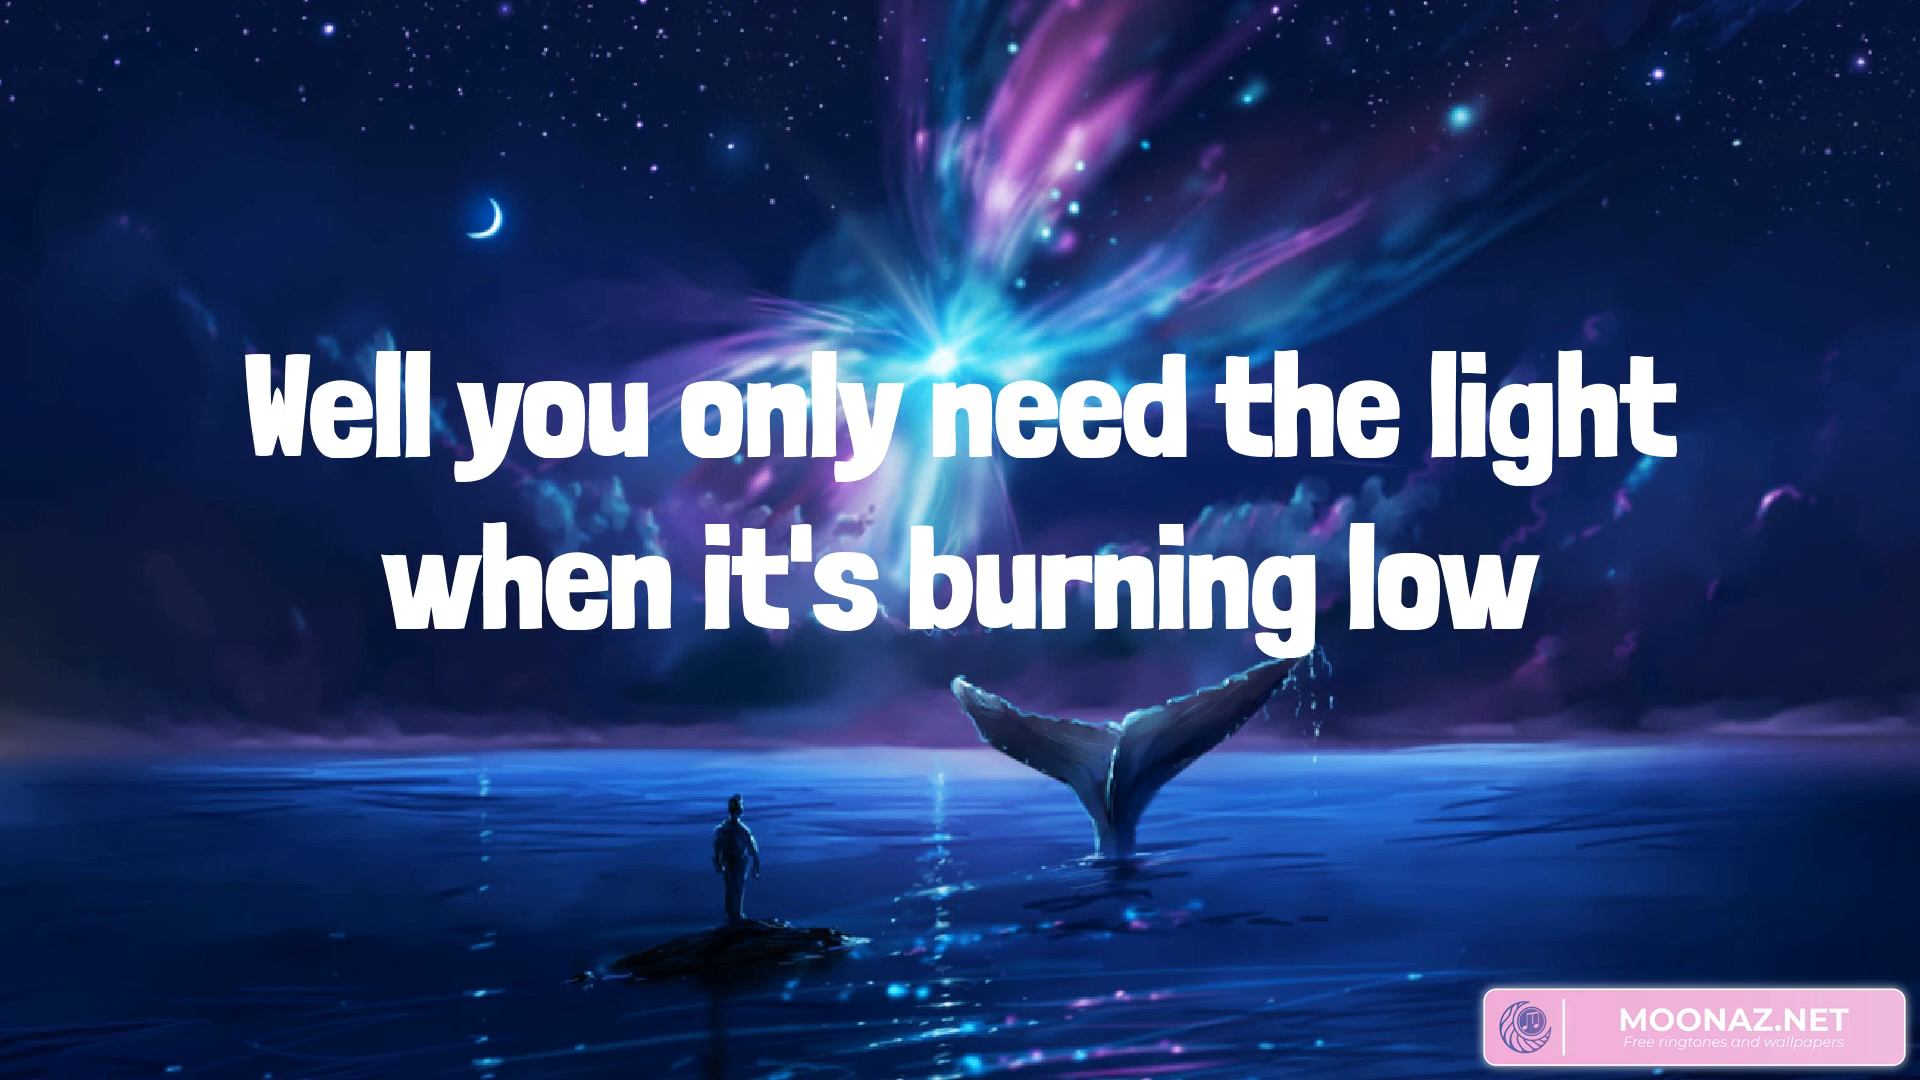 Well you only need the light
when it's burning low
MOONAZ.NET
Free ringtones and wallpapers